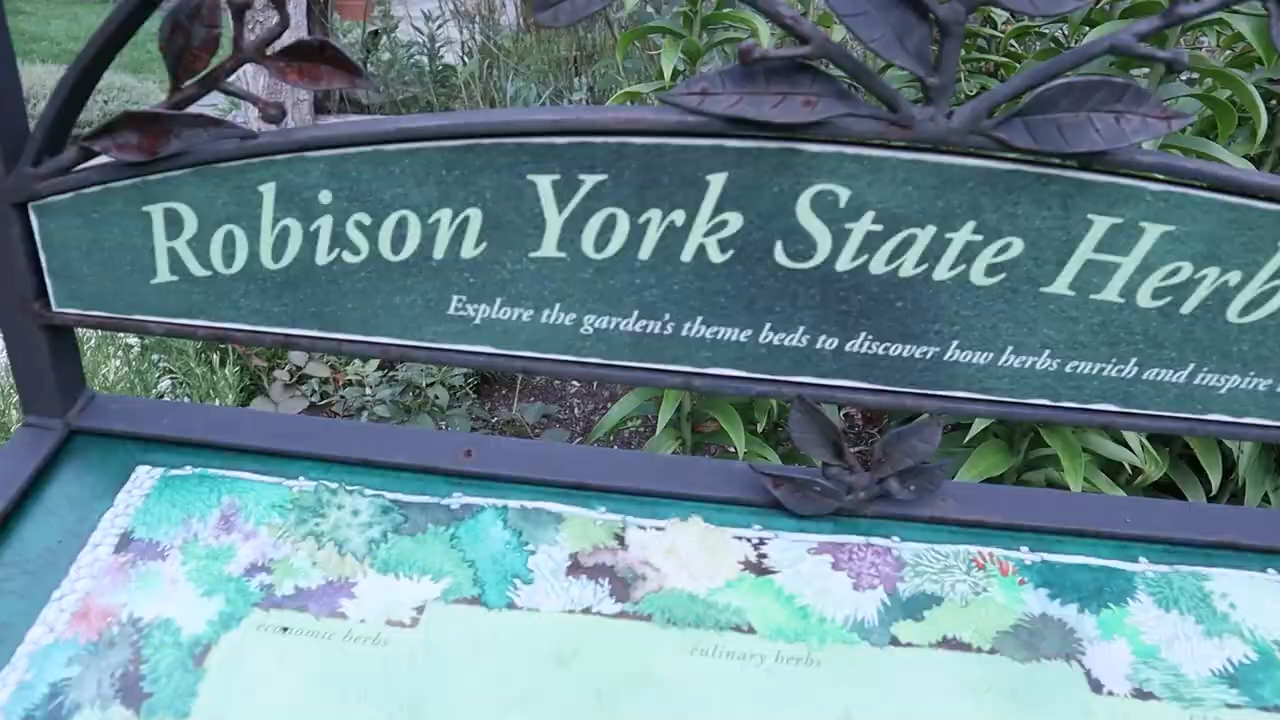 Robison York State Herb
Explore the garden's theme beds to discover how herbs enrich and inspire
economic herbs
culinary herbs